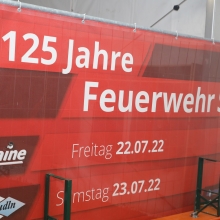 125 Jahre
Feuerwehr
Freitag 22.07.22
Samstag 23.07.22